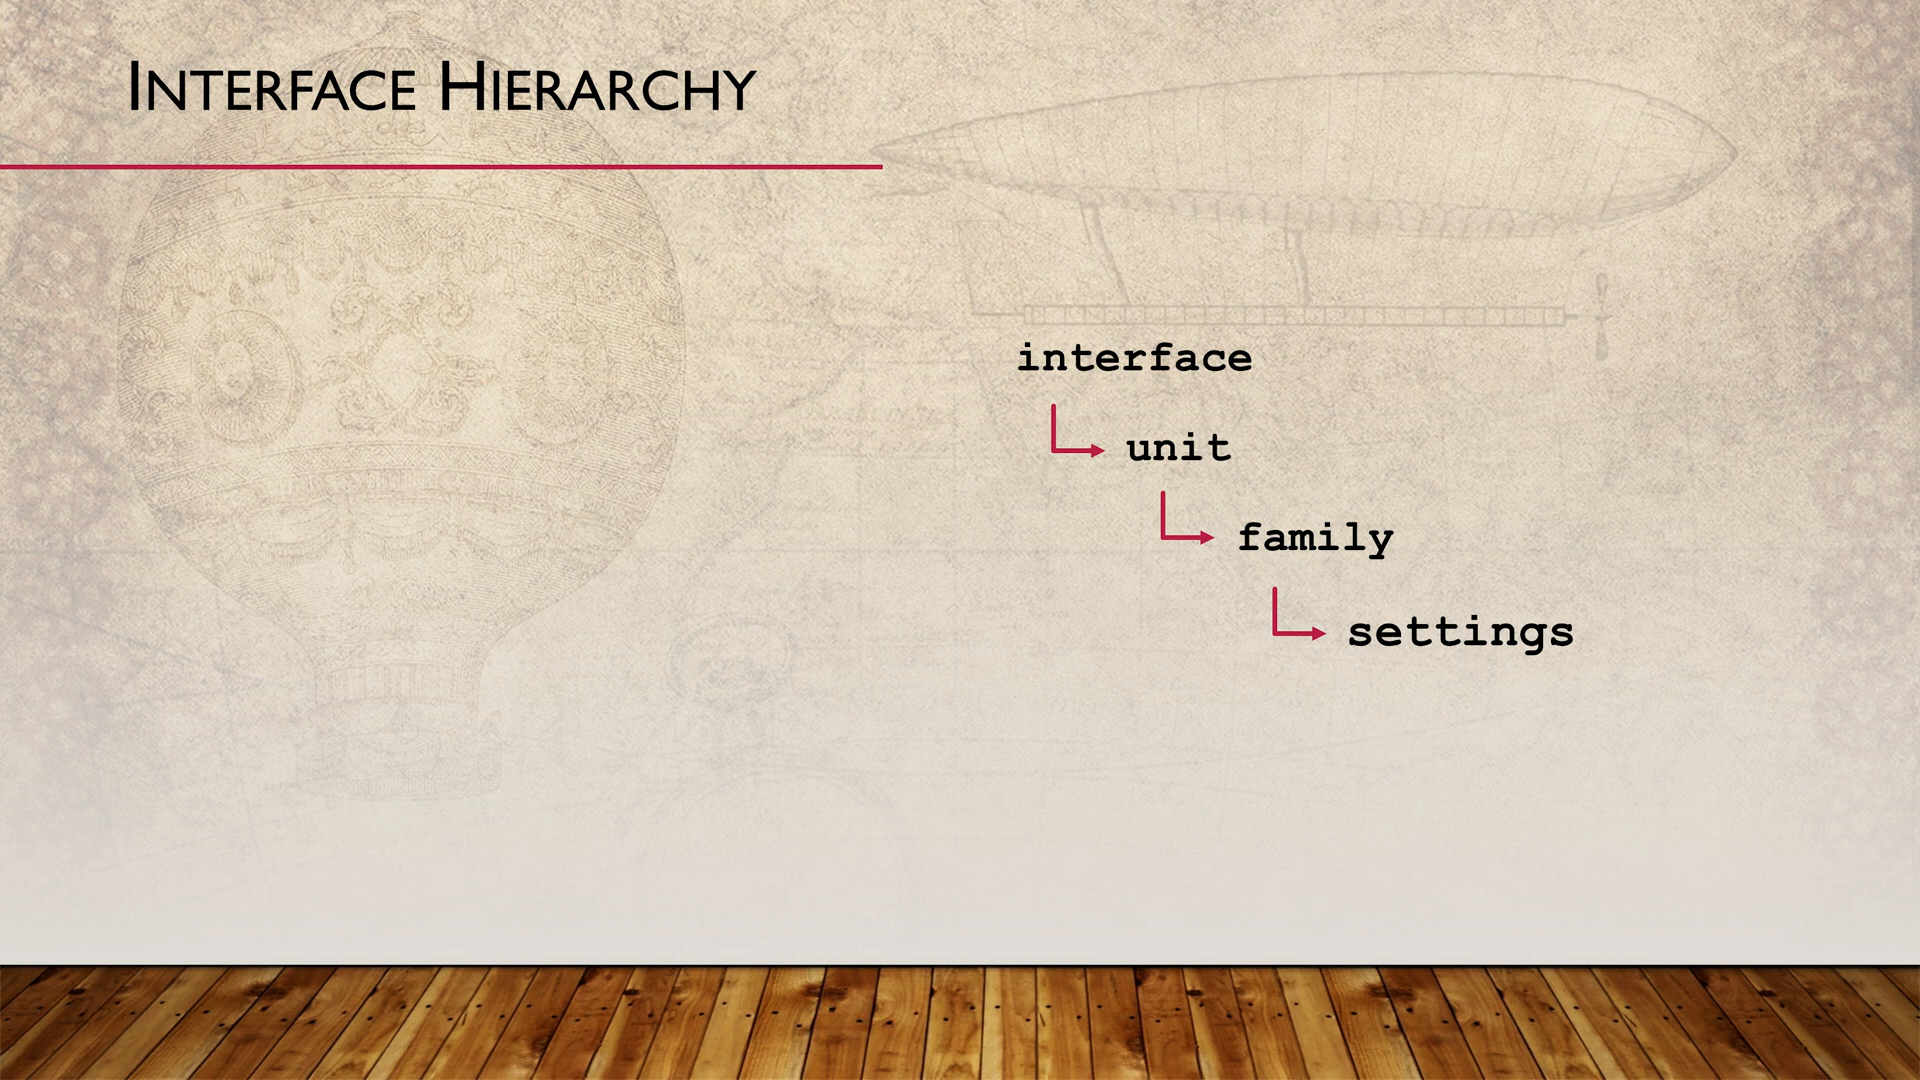 Interface Hierarchy
interface
unit
family
settings